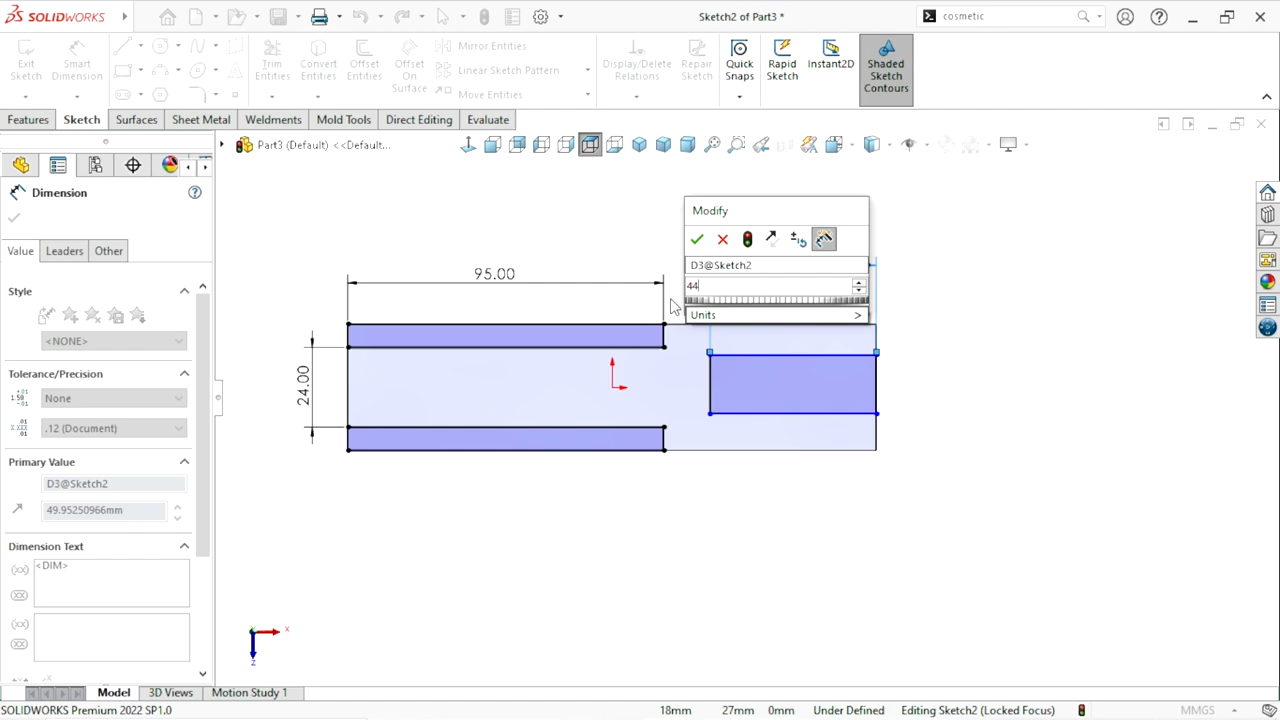 SOLIDWORKS
Sketch2 of Part3 *
cosmetic
Exit Sketch
Smart Dimension
Trim Entities
Convert Entities
Offset Entities
Offset On Surface
Mirror Entities
Linear Sketch Pattern
Move Entities
Display/Delete Relations
Repair Sketch
Quick Snaps
Rapid Sketch
Instant2D
Shaded Sketch Contours
Features
Sketch
Surfaces
Sheet Metal
Weldments
Mold Tools
Direct Editing
Evaluate
Part3 (Default) <<Default...
Dimension
Value
Leaders
Other
Style
<NONE>
Tolerance/Precision
None
.12 (Document)
Primary Value
D3@Sketch2
49.95250966mm
Dimension Text
<DIM>
Modify
D3@Sketch2
44
Units
95.00
24.00
x
z
Model
3D Views
Motion Study 1
SOLIDWORKS Premium 2022 SP1.0
18mm
27mm
0mm
Under Defined
Editing Sketch2 (Locked Focus)
MMGS